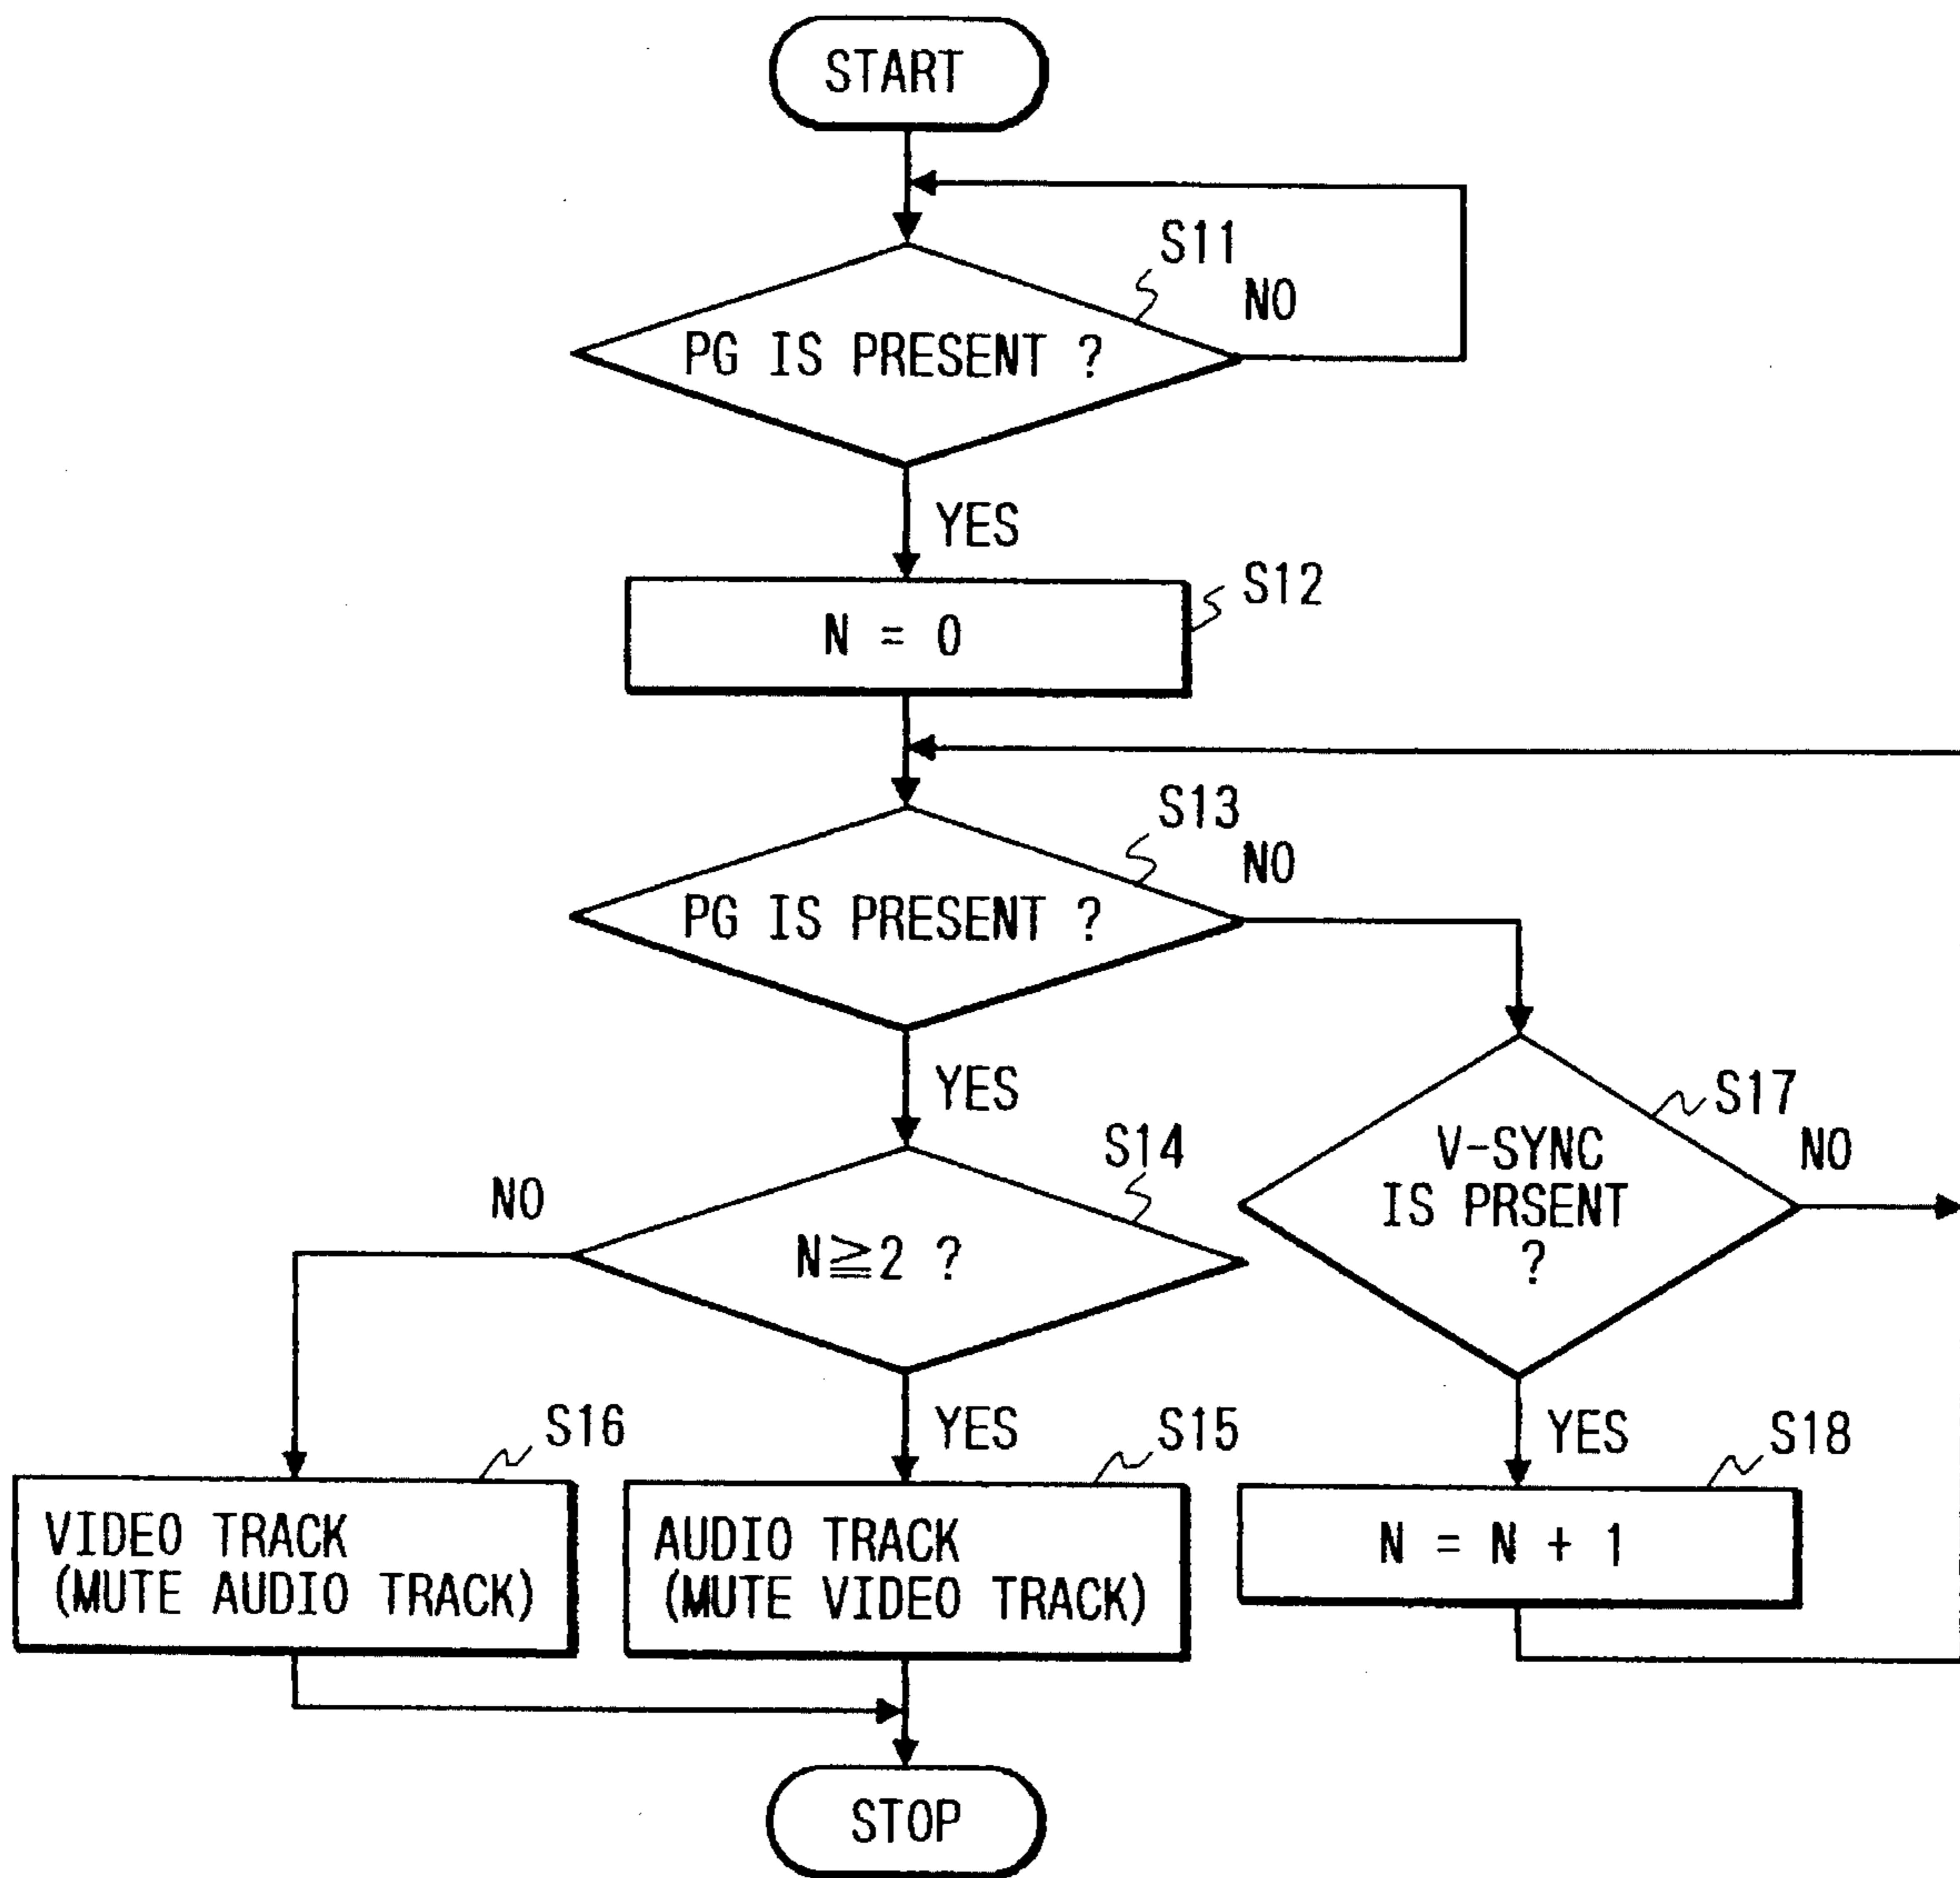 START
S11
NO
PG IS PRESENT ?
YES
S12
N = 0
S13
NO
PG IS PRESENT ?
YES
S14
NO
N≧2 ?
S17
NO
V-SYNC
IS PRSENT
?
YES
S16
VIDEO TRACK
(MUTE AUDIO TRACK)
YES
S15
AUDIO TRACK
(MUTE VIDEO TRACK)
S18
N = N + 1
STOP